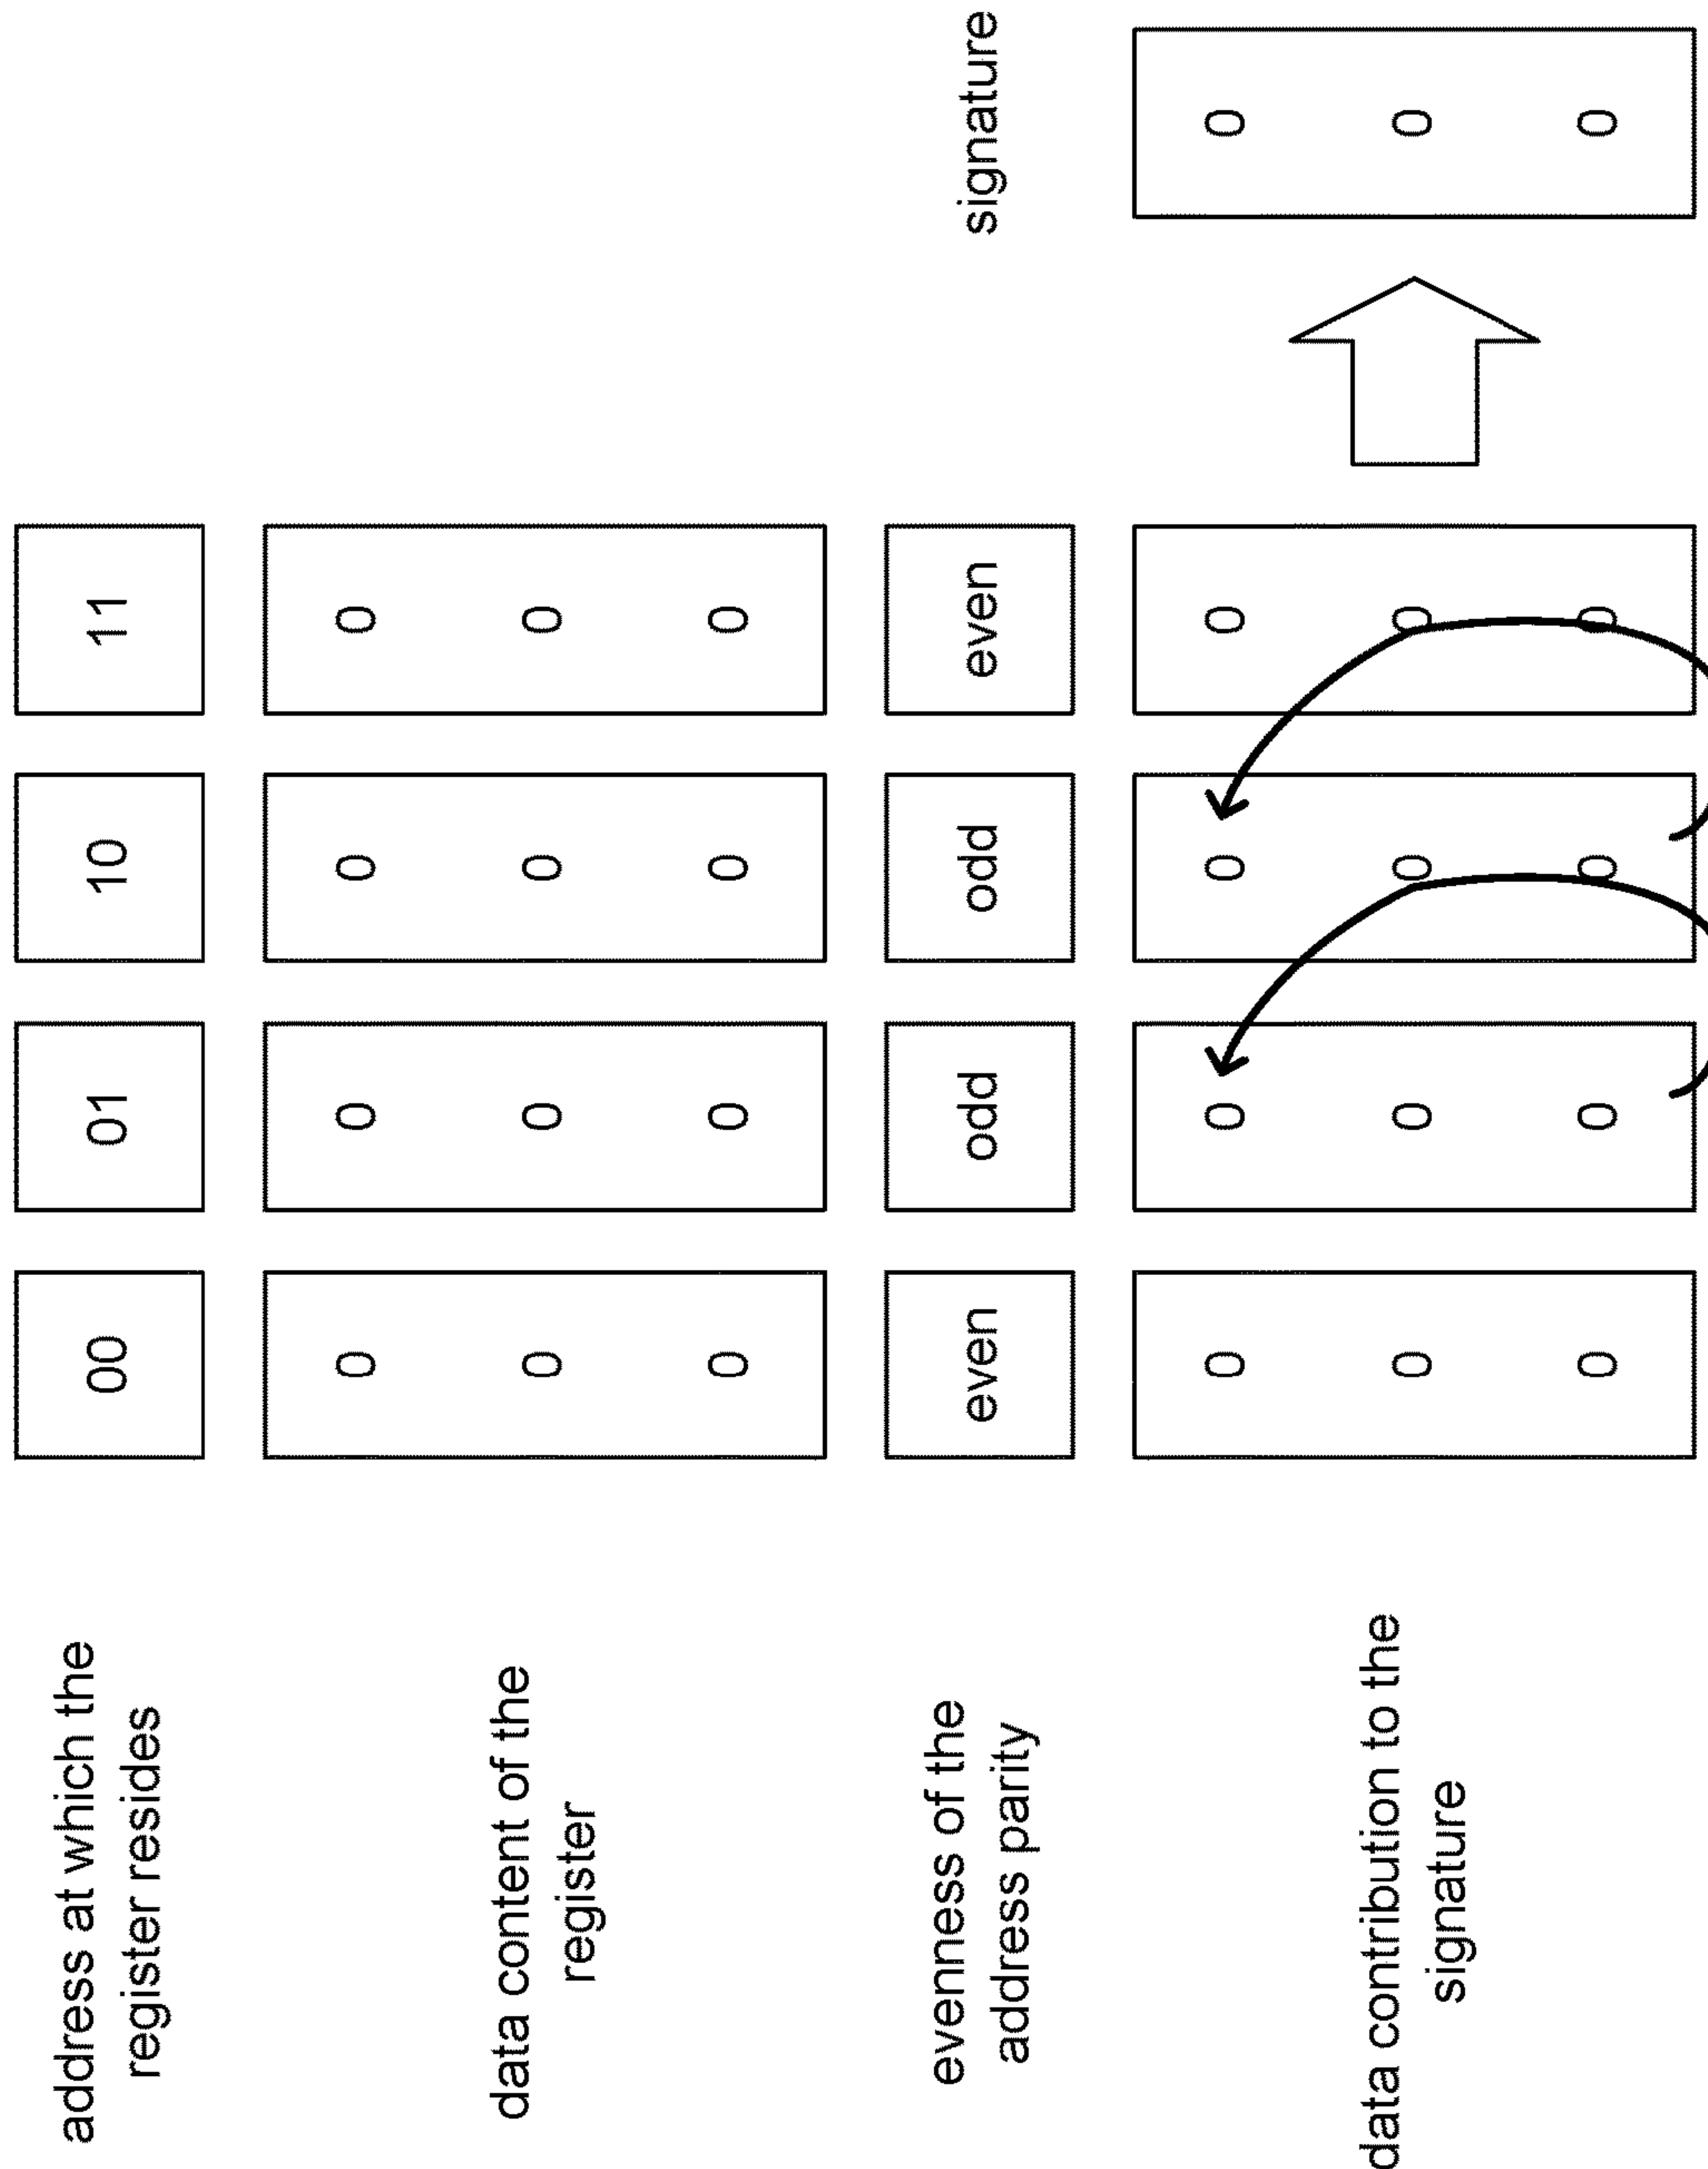 address at which the
register resides
00 01 10 11
data content of the
register
0 0 0 0
0 0 0 0
0 0 0 0
evenness of the
address parity
even odd odd even
signature
data contribution to the
signature
0 0 0 0 0
0 0 0 0 0
0 0 0 0 0